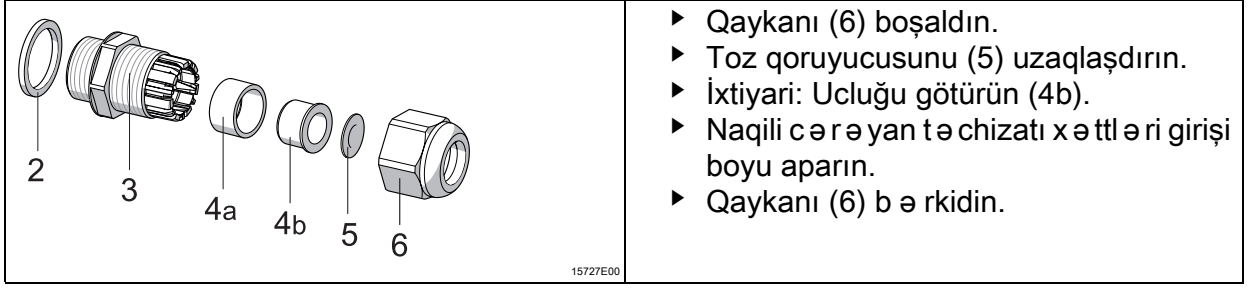 2
3
4a
4b
5
6
15727E00
▶ Qaykanı (6) boşaldın.
▶ Toz qoruyucusunu (5) uzaqlaşdırın.
▶ İxtiyari: Ucluğu götürün (4b).
▶ Naqili cərəyan təchizatı xəttləri girişi
boyu aparın.
▶ Qaykanı (6) bərkidin.